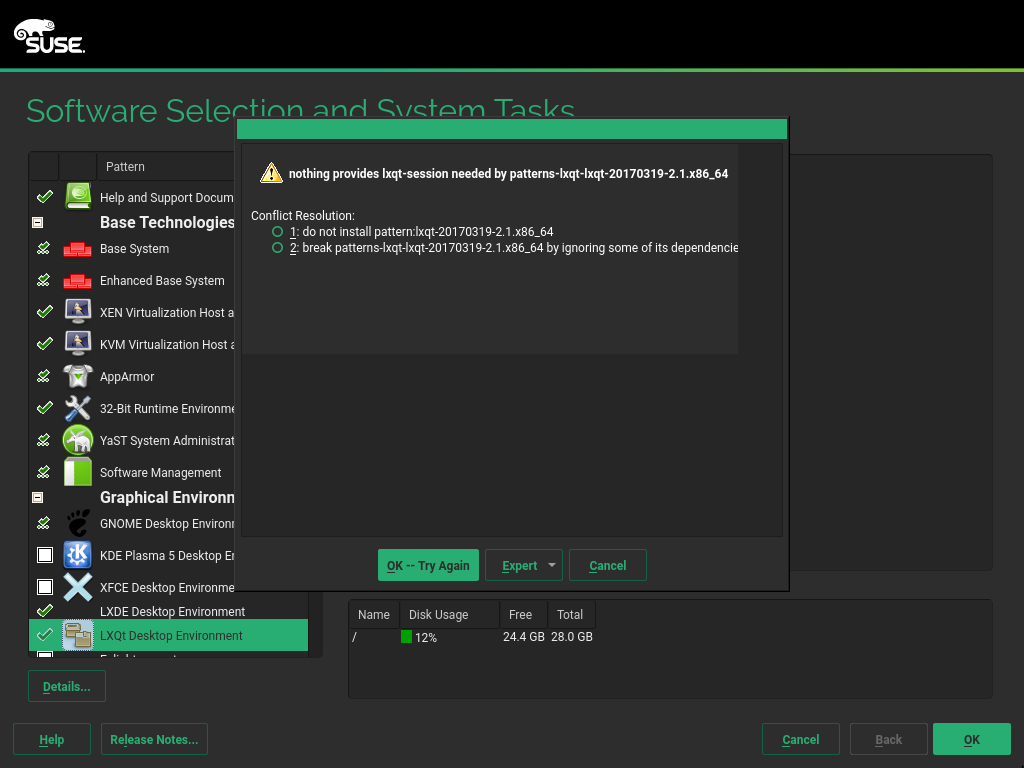 SUSE.
Software Selection and System Tasks
Pattern
Help and Support Docum
Base Technologies
Base System
Enhanced Base System
XEN Virtualization Host a
KVM Virtualization Host a
AppArmor
32-Bit Runtime Environme
YaST System Administrat
Software Management
Graphical Environn
GNOME Desktop Environ
KDE Plasma 5 Desktop E
XFCE Desktop Environme
LXDE Desktop Environment
LXQt Desktop Environment
nothing provides lxqt-session needed by patterns-lxqt-lxqt-20170319-2.1.x86_64
Conflict Resolution:
1: do not install pattern:lxqt-20170319-2.1.x86_64
2: break patterns-lxqt-lxqt-20170319-2.1.x86_64 by ignoring some of its dependencie
OK -- Try Again
Expert
Cancel
Name Disk Usage Free Total
/ 12% 24.4 GB 28.0 GB
Details...
Help
Release Notes...
Cancel
Back
OK